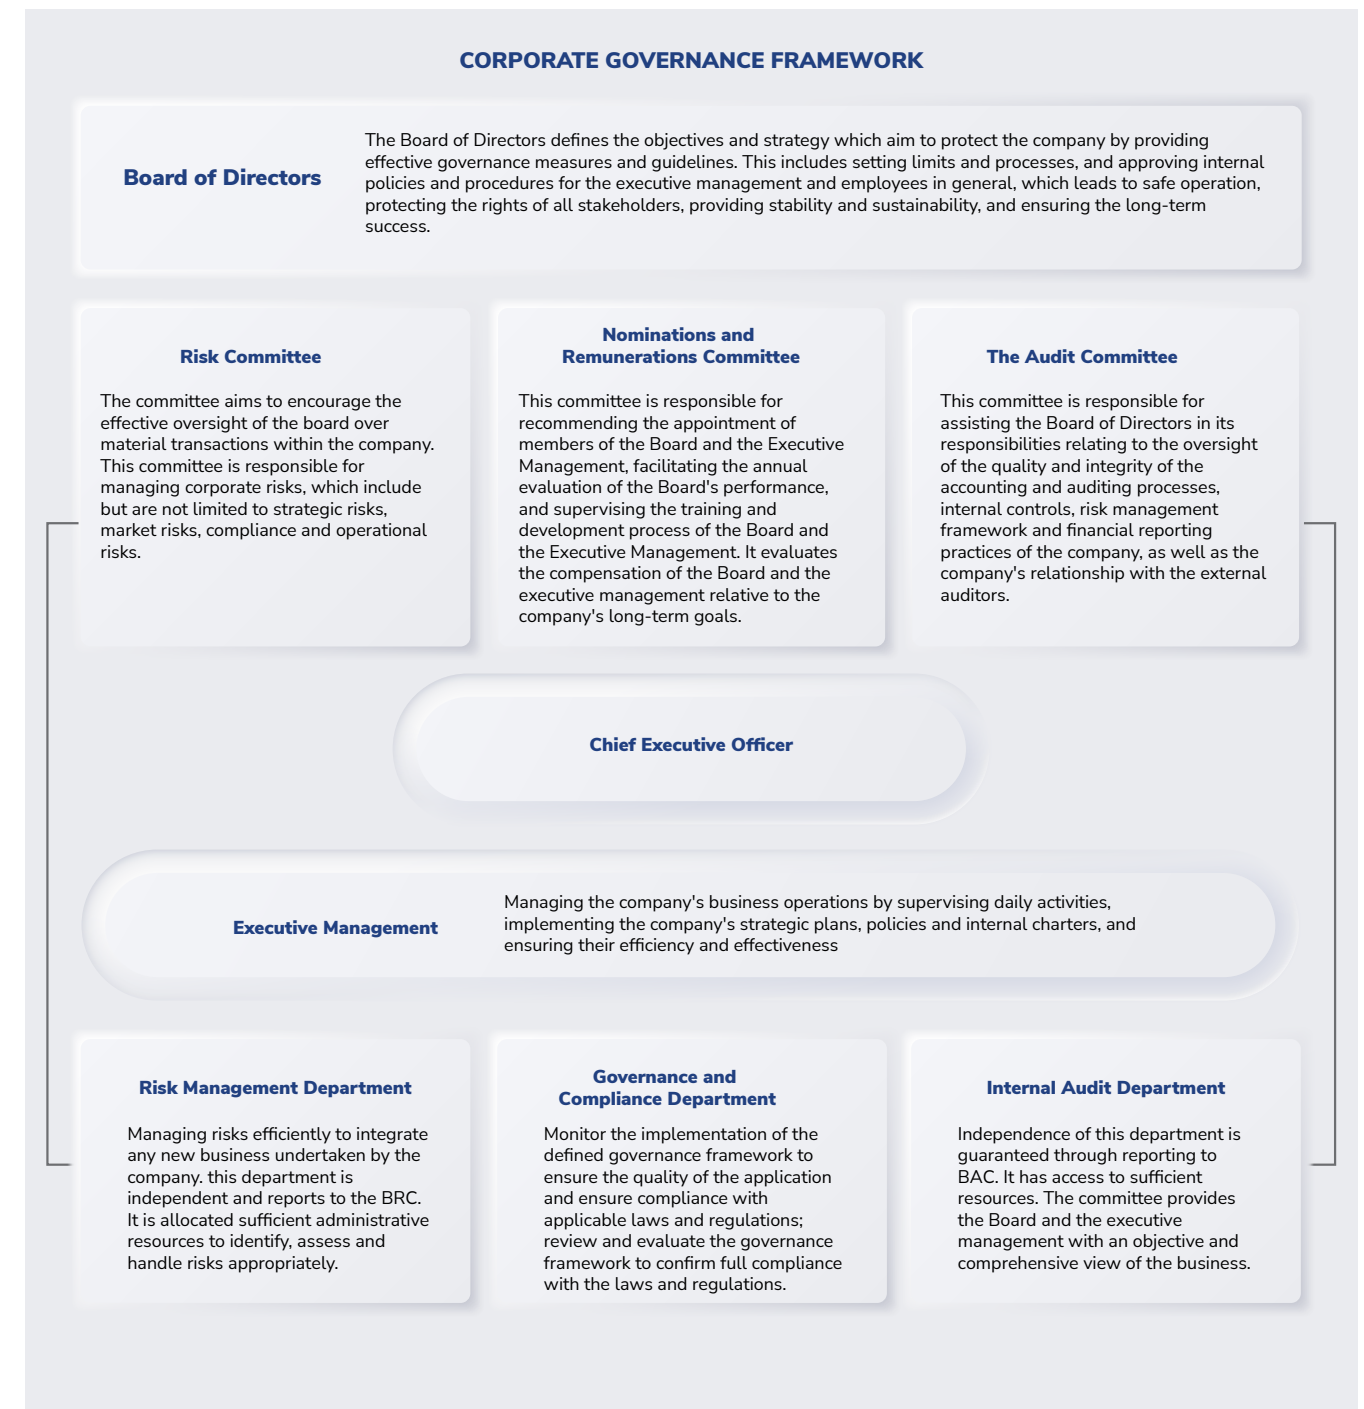 CORPORATE GOVERNANCE FRAMEWORK
Board of Directors
The Board of Directors defines the objectives and strategy which aim to protect the company by providing
effective governance measures and guidelines. This includes setting limits and processes, and approving internal
policies and procedures for the executive management and employees in general, which leads to safe operation,
protecting the rights of all stakeholders, providing stability and sustainability, and ensuring the long-term
success.
Risk Committee
The committee aims to encourage the
effective oversight of the board over
material transactions within the company.
This committee is responsible for
managing corporate risks, which include
but are not limited to strategic risks,
market risks, compliance and operational
risks.
Nominations and
Remunerations Committee
This committee is responsible for
recommending the appointment of
members of the Board and the Executive
Management, facilitating the annual
evaluation of the Board's performance,
and supervising the training and
development process of the Board and
the Executive Management. It evaluates
the compensation of the Board and the
executive management relative to the
company's long-term goals.
The Audit Committee
This committee is responsible for
assisting the Board of Directors in its
responsibilities relating to the oversight
of the quality and integrity of the
accounting and auditing processes,
internal controls, risk management
framework and financial reporting
practices of the company, as well as the
company's relationship with the external
auditors.
Chief Executive Officer
Executive Management
Managing the company's business operations by supervising daily activities,
implementing the company's strategic plans, policies and internal charters, and
ensuring their efficiency and effectiveness
Risk Management Department
Managing risks efficiently to integrate
any new business undertaken by the
company. this department is
independent and reports to the BRC.
It is allocated sufficient administrative
resources to identify, assess and
handle risks appropriately.
Governance and
Compliance Department
Monitor the implementation of the
defined governance framework to
ensure the quality of the application
and ensure compliance with
applicable laws and regulations;
review and evaluate the governance
framework to confirm full compliance
with the laws and regulations.
Internal Audit Department
Independence of this department is
guaranteed through reporting to
BAC. It has access to sufficient
resources. The committee provides
the Board and the executive
management with an objective and
comprehensive view of the business.